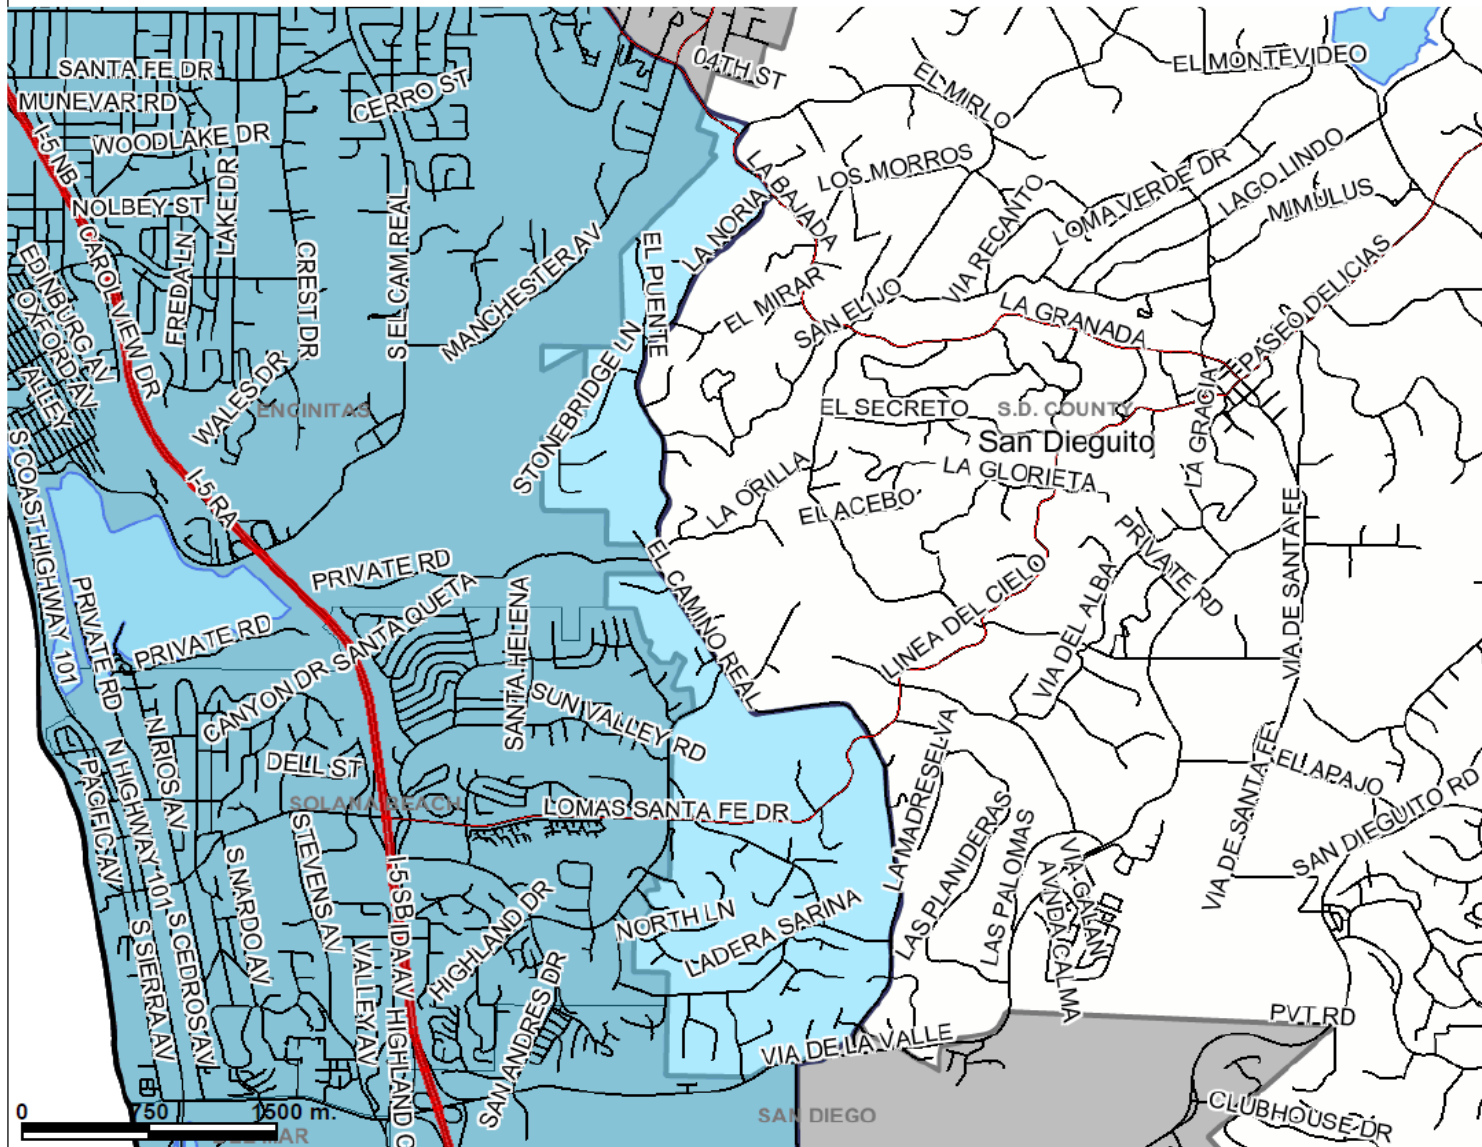 04TH ST
EL MONTEVIDEO
SANTA FE DR
EL MIRLO
MUNEVAR RD
CERRO ST
WOODLAKE DR
I-5 NB
LA BAJADA
LOS MORROS
LOMA VERDE DR
LAGO LINDO
MIMULUS
NOLBEY ST
LAKE DR
LA NORIA
VIA RECANTO
CAROL VIEW DR
FREDA LN
CREST DR
S EL CAM REAL
MANCHESTER AV
EL PUENTE
EDINBURG AV
OXFORD AV
ALLEY
EL MIRAR
SAN ELIJO
LA GRANADA
PASEO DELICIAS
WALES DR
ENCINITAS
STONEBRIDGE LN
EL SECRETO
S.D. COUNTY
San Dieguito
LA GRACIA
S COAST HIGHWAY 101
I-5 RA
LA ORILLA
EL ACEBO
LA GLORIETA
VIA DE SANTA FE
PRIVATE RD
PRIVATE RD
SANTA QUETA
EL CAMINO REAL
LINEA DEL CIELO
VIA DEL ALBA
PRIVATE RD
PRIVATE RD
CANYON DR
SANTA HELENA
SUN VALLEY RD
N RIOS AV
N HIGHWAY 101
PACIFIC AV
DELL ST
SOLANA BEACH
LOMAS SANTA FE DR
LA MADRESELVA
LAS PLANIDERAS
LAS PALOMAS
VIA DE SANTA FE
EL APAJO
SAN DIEGUITO RD
STEVENS AV
S NARDO AV
I-5 SB
IDA AV
HIGHLAND DR
NORTH LN
LADERA SARINA
VIA GALAN
AVNDA CALMA
S SIERRA AV
S CEDROS AV
VALLEY AV
HIGHLAND
SAN ANDRES DR
VIA DE LA VALLE
PVT RD
SAN DIEGO
CLUBHOUSE DR
0 750 1500 m.
DEL MAR